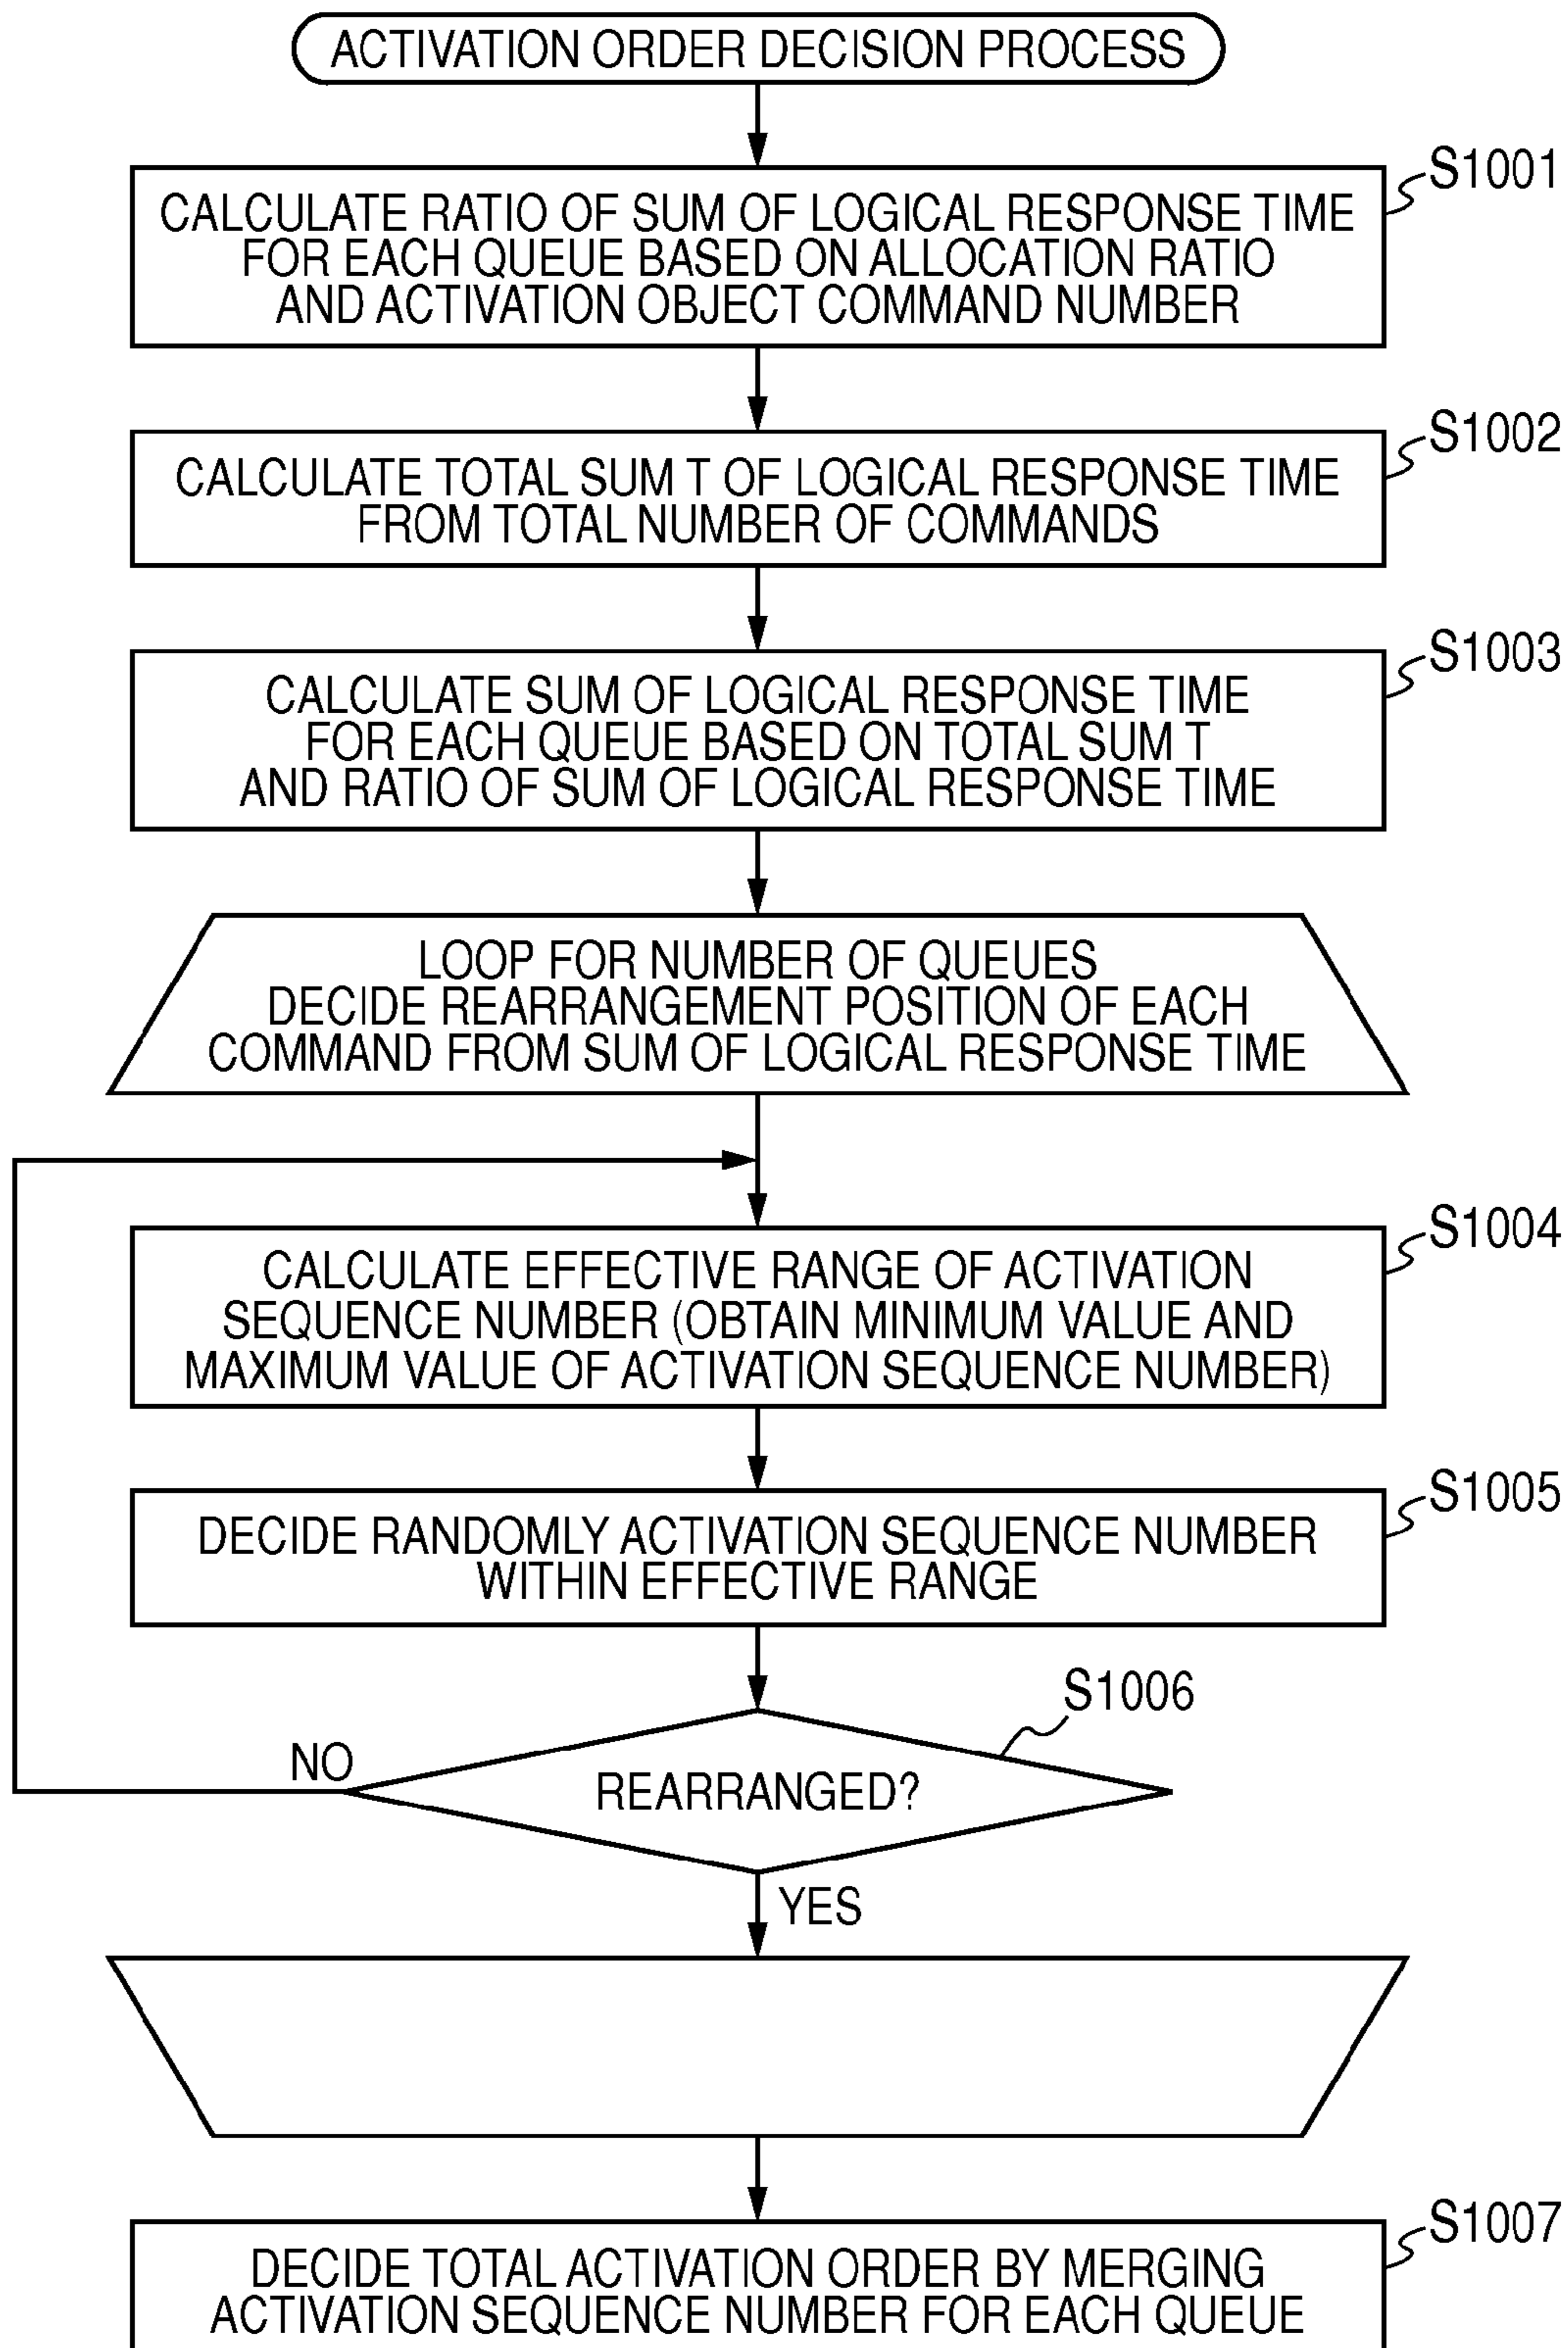 ACTIVATION ORDER DECISION PROCESS
S1001
CALCULATE RATIO OF SUM OF LOGICAL RESPONSE TIME
FOR EACH QUEUE BASED ON ALLOCATION RATIO
AND ACTIVATION OBJECT COMMAND NUMBER
S1002
CALCULATE TOTAL SUM T OF LOGICAL RESPONSE TIME
FROM TOTAL NUMBER OF COMMANDS
S1003
CALCULATE SUM OF LOGICAL RESPONSE TIME
FOR EACH QUEUE BASED ON TOTAL SUM T
AND RATIO OF SUM OF LOGICAL RESPONSE TIME
LOOP FOR NUMBER OF QUEUES
DECIDE REARRANGEMENT POSITION OF EACH
COMMAND FROM SUM OF LOGICAL RESPONSE TIME
S1004
CALCULATE EFFECTIVE RANGE OF ACTIVATION
SEQUENCE NUMBER (OBTAIN MINIMUM VALUE AND
MAXIMUM VALUE OF ACTIVATION SEQUENCE NUMBER)
S1005
DECIDE RANDOMLY ACTIVATION SEQUENCE NUMBER
WITHIN EFFECTIVE RANGE
S1006
NO
REARRANGED?
YES
S1007
DECIDE TOTAL ACTIVATION ORDER BY MERGING
ACTIVATION SEQUENCE NUMBER FOR EACH QUEUE